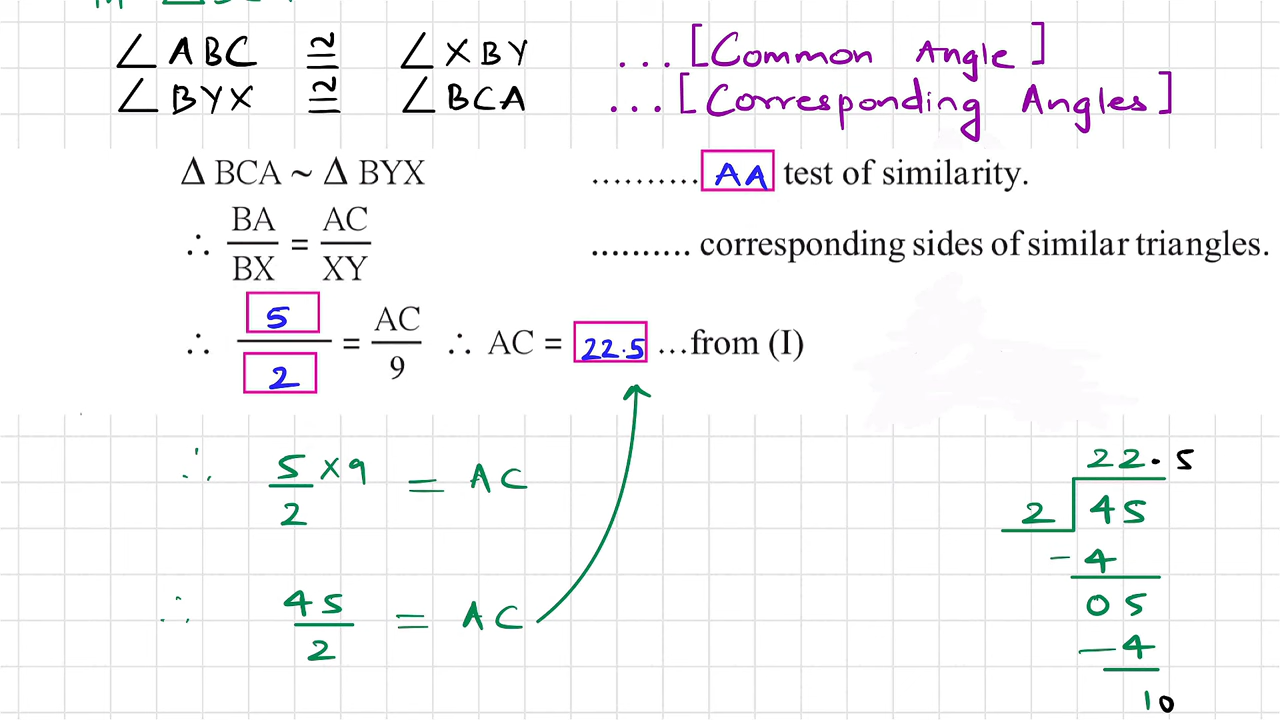 ∠ABC ≅ ∠XBY ...[Common Angle]
∠BYX ≅ ∠BCA ...[Corresponding Angles]
Δ BCA ~ Δ BYX .......... AA test of similarity.
∴ BA/BX = AC/XY .......... corresponding sides of similar triangles.
∴ 5/2 = AC/9 ∴ AC = 22.5 ...from (I)
∴ 5/2 × 9 = AC
∴ 45/2 = AC
22.5
2 45
-4
05
-4
10